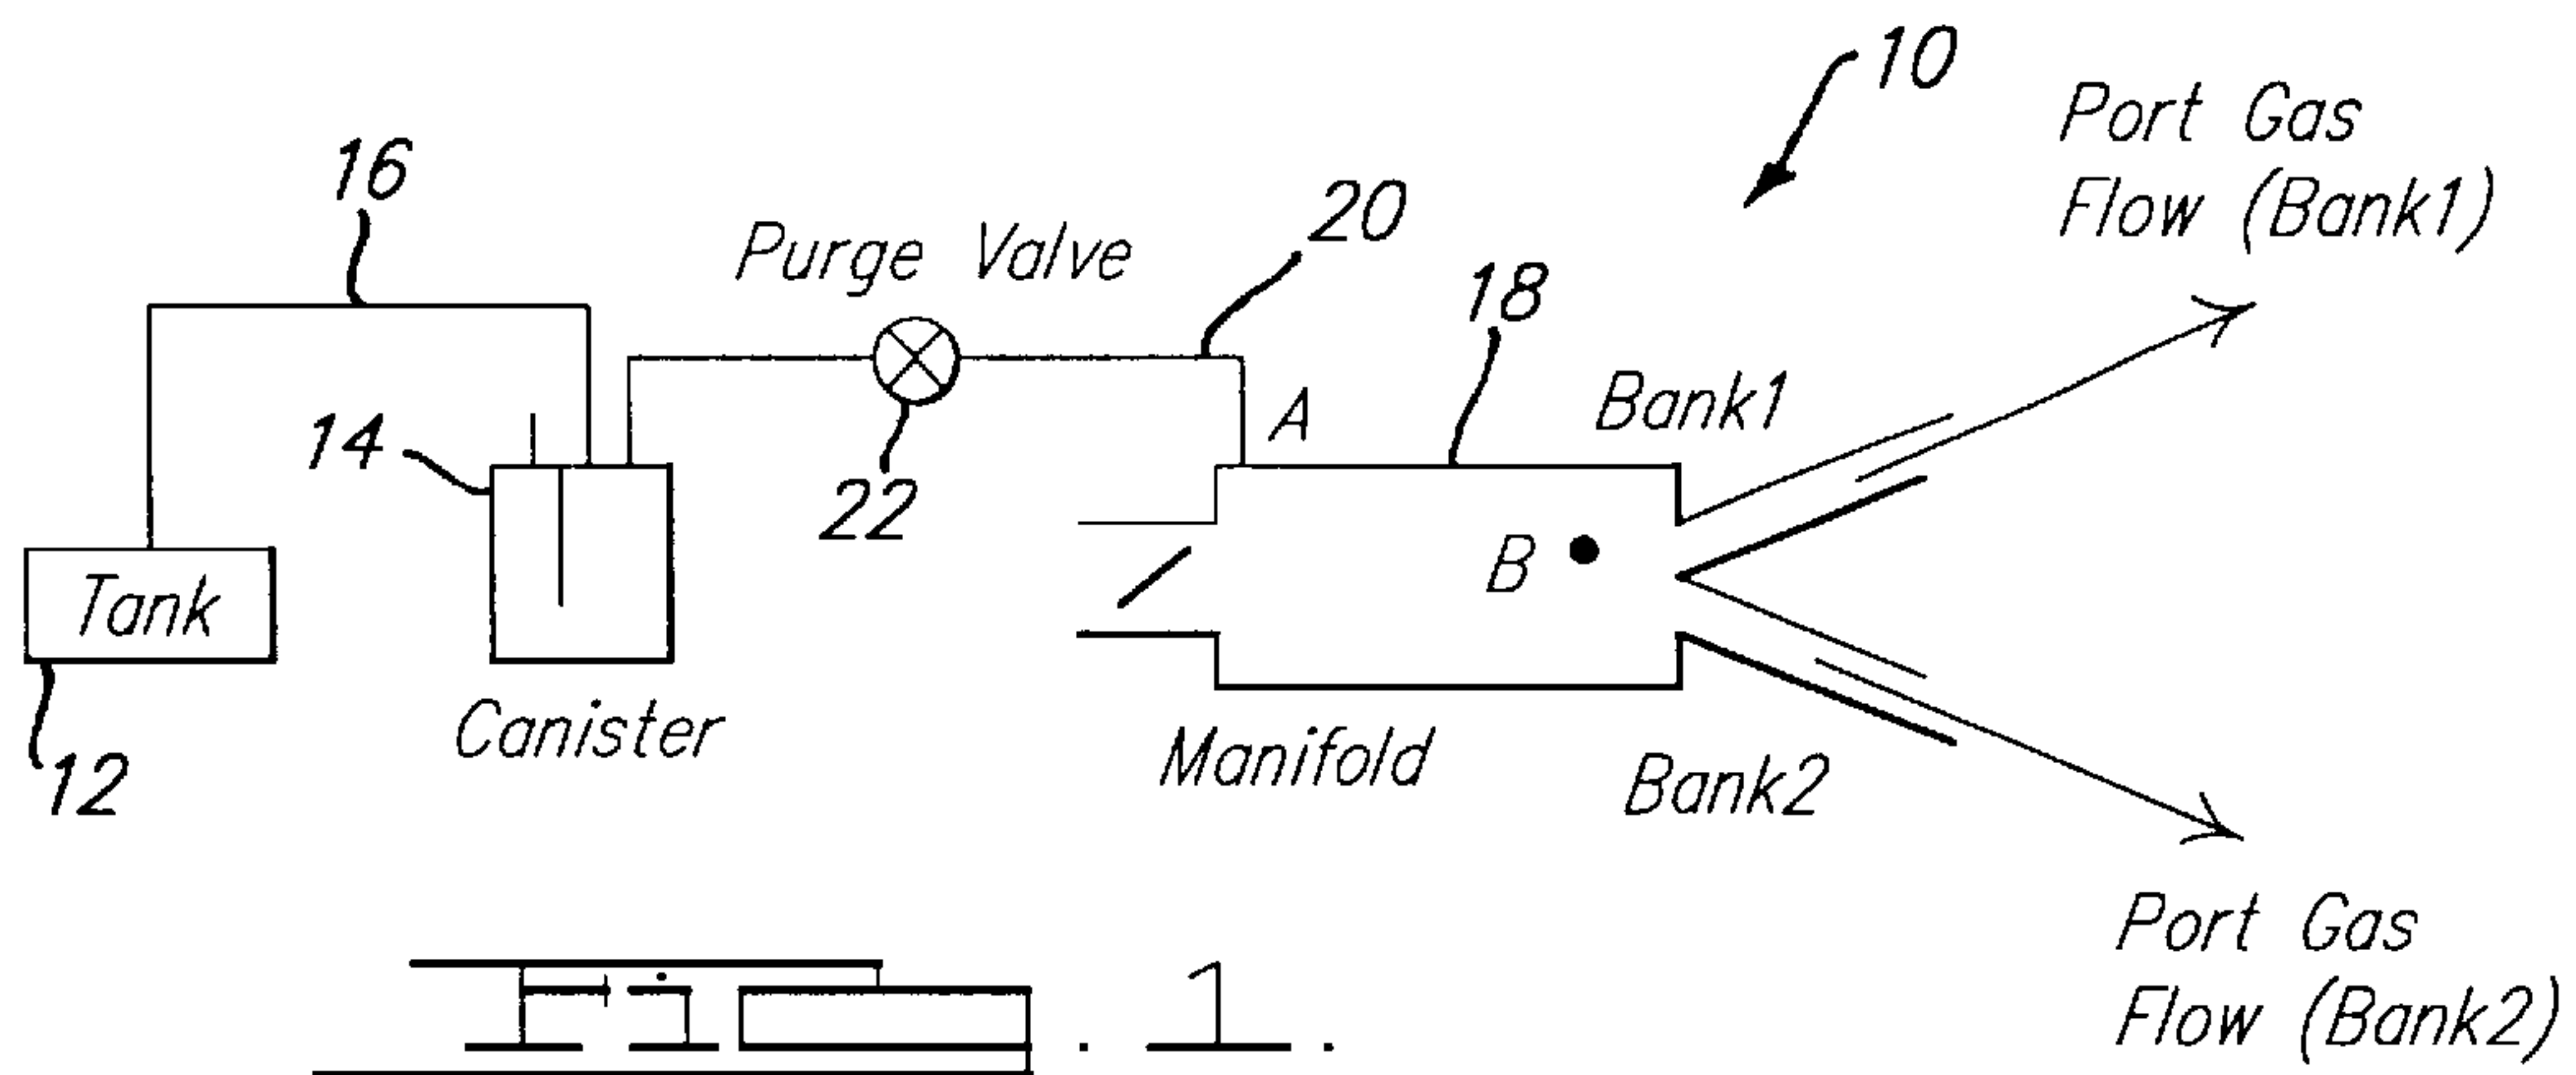 10
Port Gas
Flow (Bank1)
16
20
Purge Valve
18
A
Bank1
14
22
B
Tank
Canister
Manifold
12
Bank2
Port Gas
Flow (Bank2)
Fig. 1.